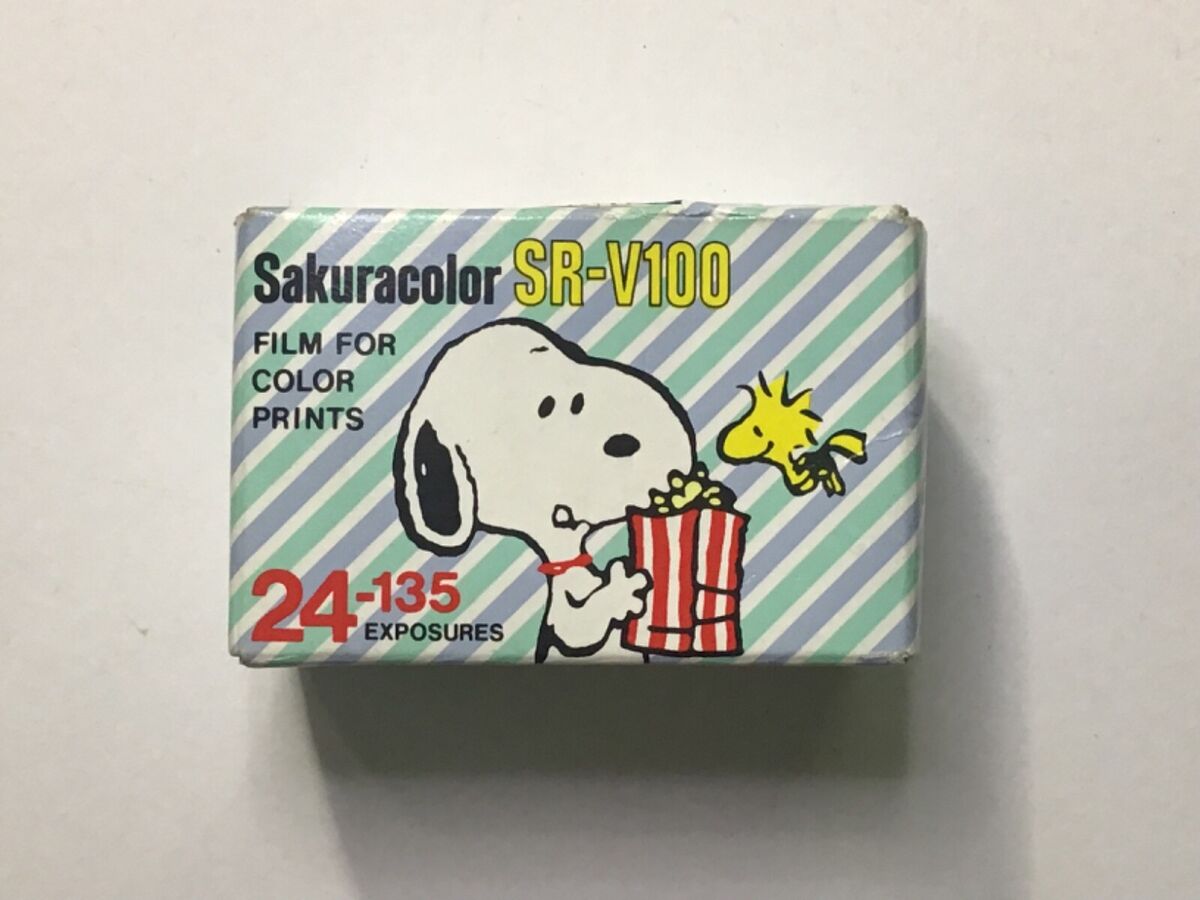 Sakuracolor SR-V100
FILM FOR
COLOR
PRINTS
24-135
EXPOSURES